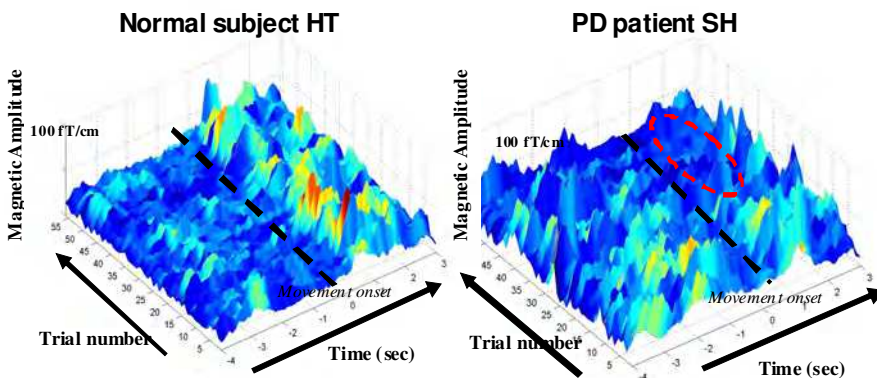 Normal subject HT
PD patient SH
Magnetic Amplitude
100 fT/cm
55
50
45
40
35
30
25
20
15
10
5
-4
-3
-2
-1
0
1
2
3
Movement onset
Trial number
Time (sec)
Magnetic Amplitude
100 fT/cm
45
40
30
25
20
15
10
5
-4
-3
-2
-1
0
1
2
3
Movement onset
Trial number
Time (sec)